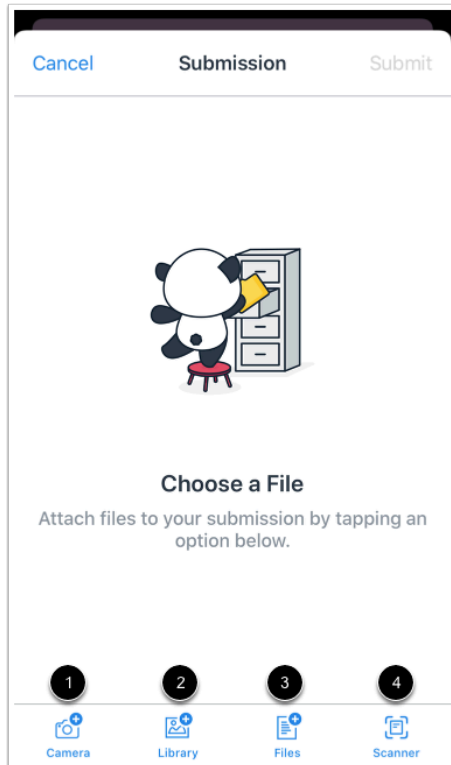 Cancel Submission Submit
Choose a File
Attach files to your submission by tapping an
option below.
1 2 3 4
Camera Library Files Scanner